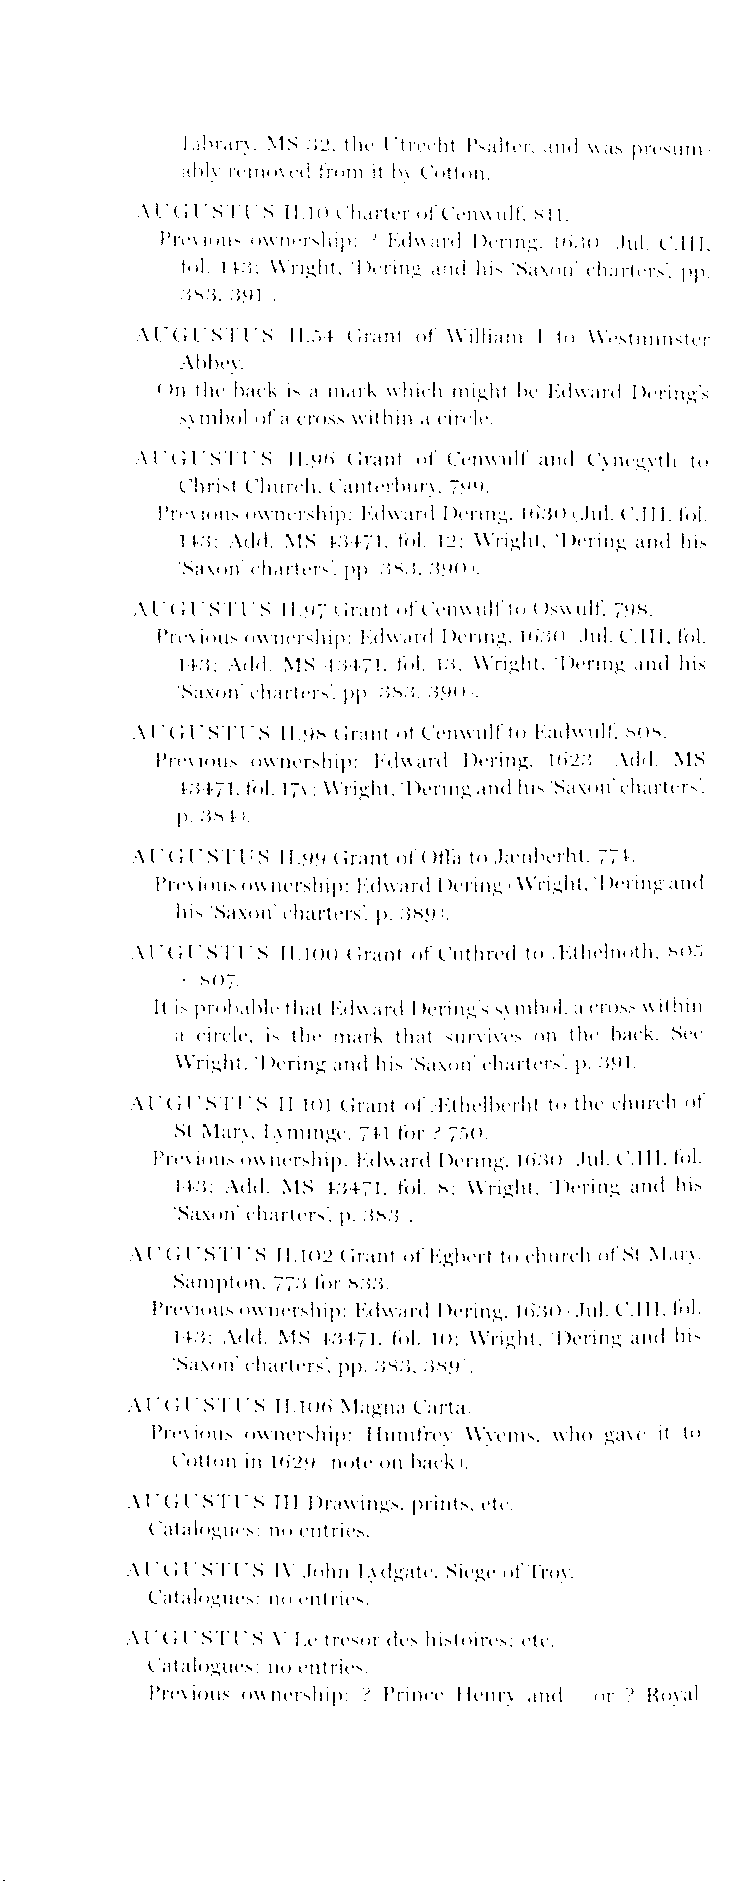 Library, MS 32, the Utrecht Psalter, and was presum-
ably removed from it by Cotton.
AUGUSTUS II.10 Charter of Cenwulf, 811.
Previous ownership: ? Edward Dering, 1630 (Jul. C.III,
fol. 143; Wright, 'Dering and his 'Saxon' charters', pp.
383, 391).
AUGUSTUS II.54 Grant of William I to Westminster
Abbey.
On the back is a mark which might be Edward Dering's
symbol of a cross within a circle.
AUGUSTUS II.96 Grant of Cenwulf and Cynegyth to
Christ Church, Canterbury, 799.
Previous ownership: Edward Dering, 1630 (Jul. C.III, fol.
143; Add. MS 43471, fol. 12; Wright, 'Dering and his
'Saxon' charters', pp. 383, 390).
AUGUSTUS II.97 Grant of Cenwulf to Oswulf, 798.
Previous ownership: Edward Dering, 1630 (Jul. C.III, fol.
143; Add. MS 43471, fol. 13; Wright, 'Dering and his
'Saxon' charters', pp. 383, 390).
AUGUSTUS II.98 Grant of Cenwulf to Eadwulf, 808.
Previous ownership: Edward Dering, 1623 (Add. MS
43471, fol. 17v; Wright, 'Dering and his 'Saxon' charters',
p. 384).
AUGUSTUS II.99 Grant of Offa to Jænberht, 774.
Previous ownership: Edward Dering (Wright, 'Dering and
his 'Saxon' charters', p. 389).
AUGUSTUS II.100 Grant of Cuthred to Æthelnoth, 805
× 807.
It is probable that Edward Dering's symbol, a cross within
a circle, is the mark that survives on the back. See
Wright, 'Dering and his 'Saxon' charters', p. 391.
AUGUSTUS II.101 Grant of Æthelberht to the church of
St Mary, Lyminge, 741 for ? 750.
Previous ownership: Edward Dering, 1630 (Jul. C.III, fol.
143; Add. MS 43471, fol. 8; Wright, 'Dering and his
'Saxon' charters', p. 383).
AUGUSTUS II.102 Grant of Egbert to church of St Mary,
Sampton, 773 for 833.
Previous ownership: Edward Dering, 1630 (Jul. C.III, fol.
143; Add. MS 43471, fol. 10; Wright, 'Dering and his
'Saxon' charters', pp. 383, 389).
AUGUSTUS II.106 Magna Carta.
Previous ownership: Humfrey Wyems, who gave it to
Cotton in 1629 (note on back).
AUGUSTUS III Drawings, prints, etc.
Catalogues: no entries.
AUGUSTUS IV John Lydgate, Siege of Troy.
Catalogues: no entries.
AUGUSTUS V Le tresor des histoires; etc.
Catalogues: no entries.
Previous ownership: ? Prince Henry and or ? Royal